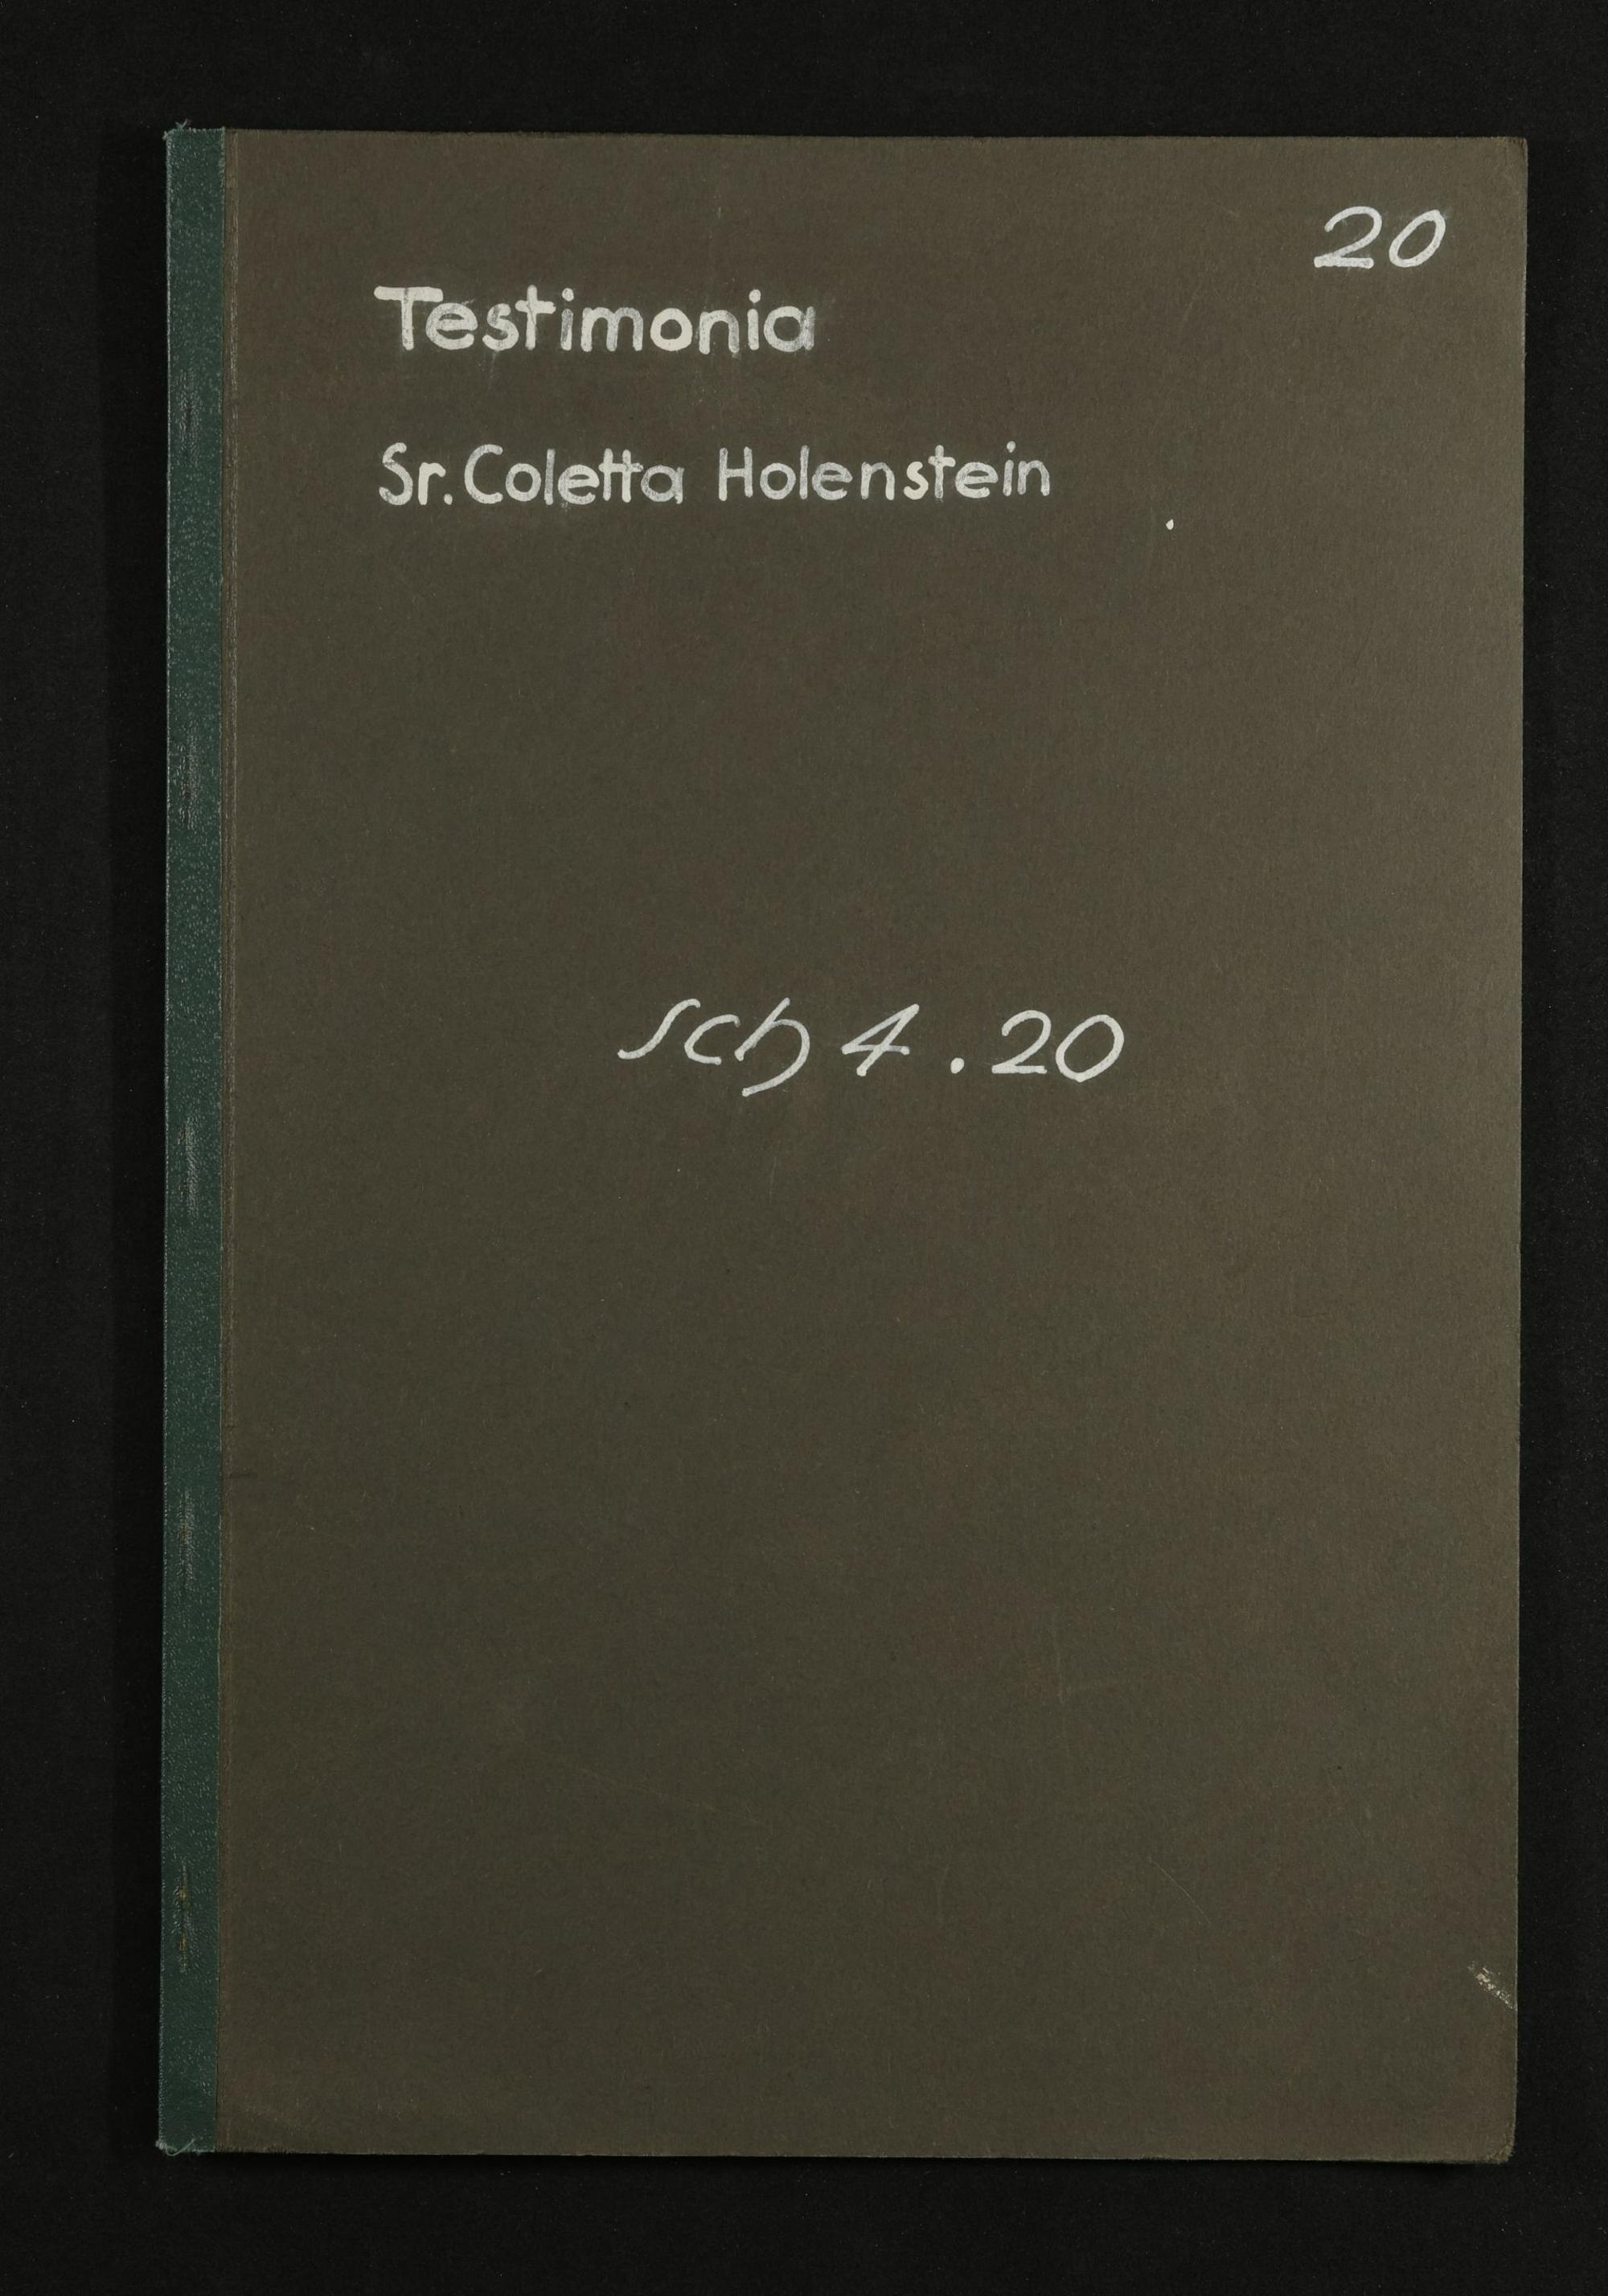 20
Testimonia
Sr. Coletta Holenstein
sch 4 . 20